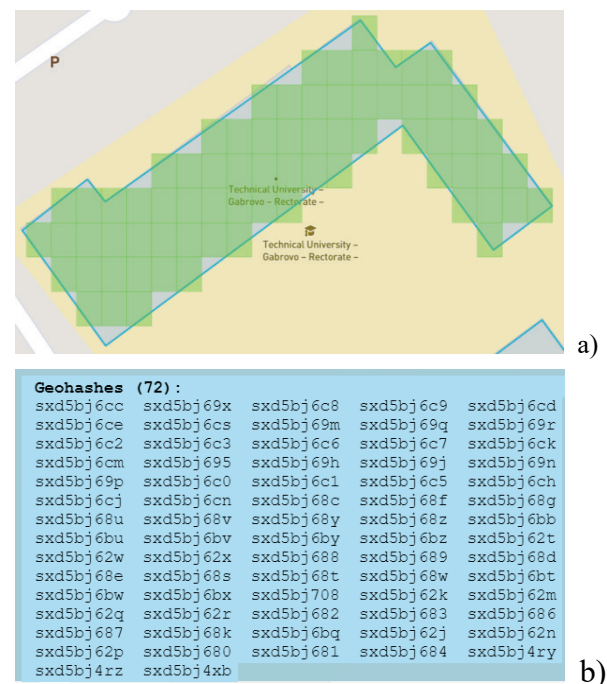 P
Technical University –
Gabrovo – Rectorate –
Technical University –
Gabrovo – Rectorate –
a)
Geohashes (72):
sxd5bj6cc sxd5bj69x sxd5bj6c8 sxd5bj6c9 sxd5bj6cd
sxd5bj6ce sxd5bj6cs sxd5bj69m sxd5bj69q sxd5bj69r
sxd5bj6c2 sxd5bj6c3 sxd5bj6c6 sxd5bj6c7 sxd5bj6ck
sxd5bj6cm sxd5bj695 sxd5bj69h sxd5bj69j sxd5bj69n
sxd5bj69p sxd5bj6c0 sxd5bj6c1 sxd5bj6c5 sxd5bj6ch
sxd5bj6cj sxd5bj6cn sxd5bj68c sxd5bj68f sxd5bj68g
sxd5bj68u sxd5bj68v sxd5bj68y sxd5bj68z sxd5bj6bb
sxd5bj6bu sxd5bj6bv sxd5bj6by sxd5bj6bz sxd5bj62t
sxd5bj62w sxd5bj62x sxd5bj688 sxd5bj689 sxd5bj68d
sxd5bj68e sxd5bj68s sxd5bj68t sxd5bj68w sxd5bj6bt
sxd5bj6bw sxd5bj6bx sxd5bj708 sxd5bj62k sxd5bj62m
sxd5bj62q sxd5bj62r sxd5bj682 sxd5bj683 sxd5bj686
sxd5bj687 sxd5bj68k sxd5bj6bq sxd5bj62j sxd5bj62n
sxd5bj62p sxd5bj680 sxd5bj681 sxd5bj684 sxd5bj4ry
sxd5bj4rz sxd5bj4xb
b)